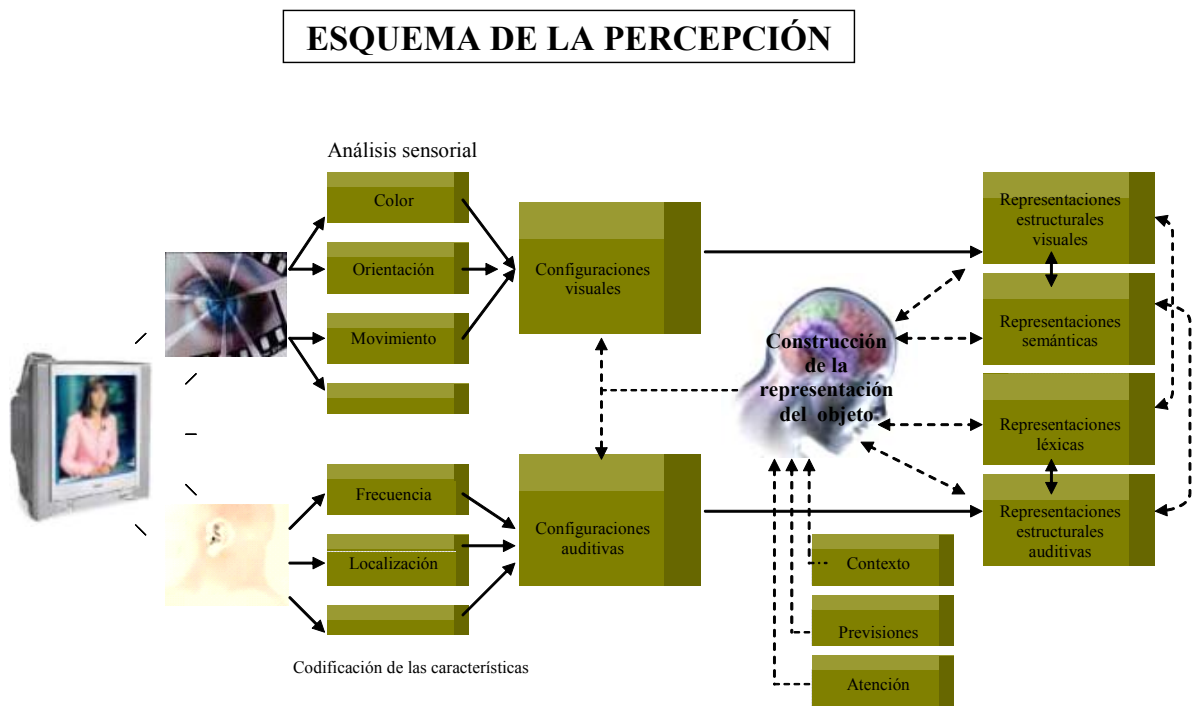 ESQUEMA DE LA PERCEPCIÓN
Análisis sensorial
Color
Orientación
Movimiento
Configuraciones
visuales
Frecuencia
Localización
Configuraciones
auditivas
Codificación de las características
Construcción
de la
representación
del objeto
Contexto
Previsiones
Atención
Representaciones
estructurales
visuales
Representaciones
semánticas
Representaciones
léxicas
Representaciones
estructurales
auditivas